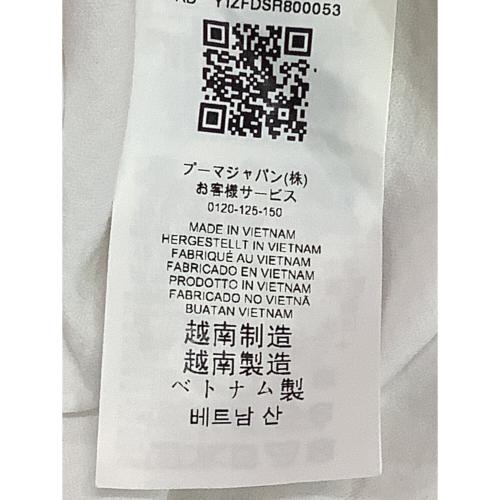 Y1ZFDSR800053
プーマジャパン(株)
お客様サービス
0120-125-150
MADE IN VIETNAM
HERGESTELLT IN VIETNAM
FABRIQUÉ AU VIETNAM
FABRICADO EN VIETNAM
PRODOTTO IN VIETNAM
FABRICADO NO VIETNÃ
BUATAN VIETNAM
越南制造
越南製造
ベトナム製
베트남 산